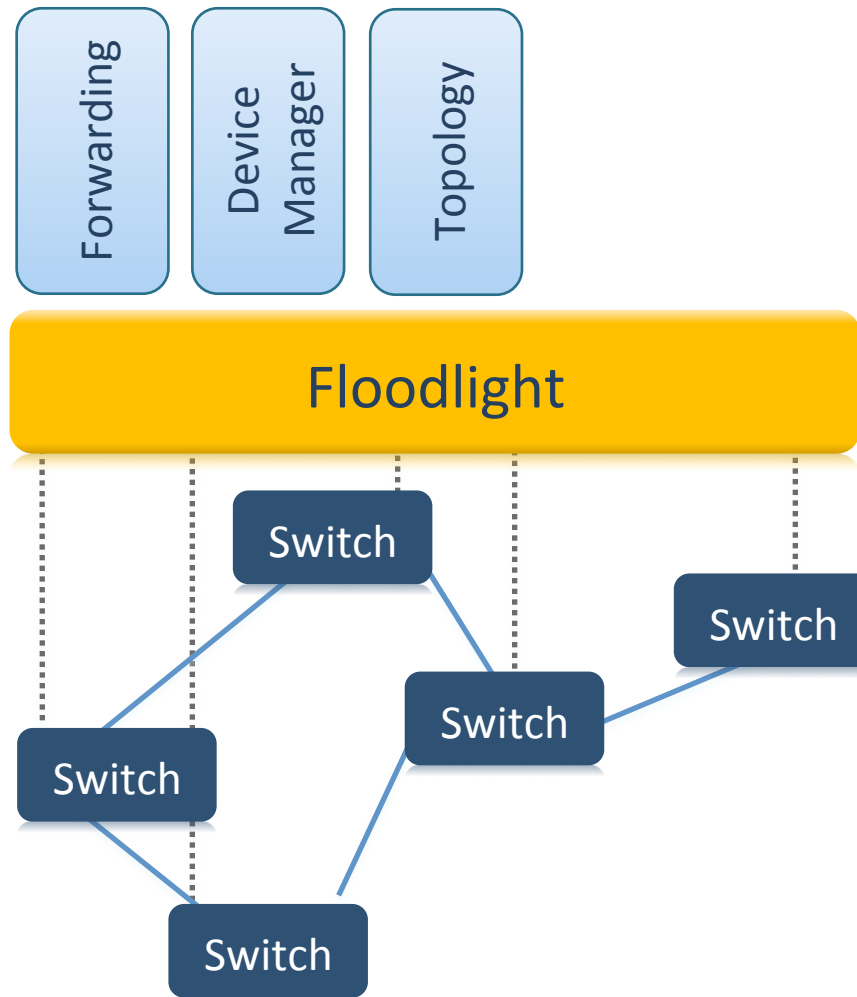 Forwarding
Device
Manager
Topology
Floodlight
Switch
Switch
Switch
Switch
Switch